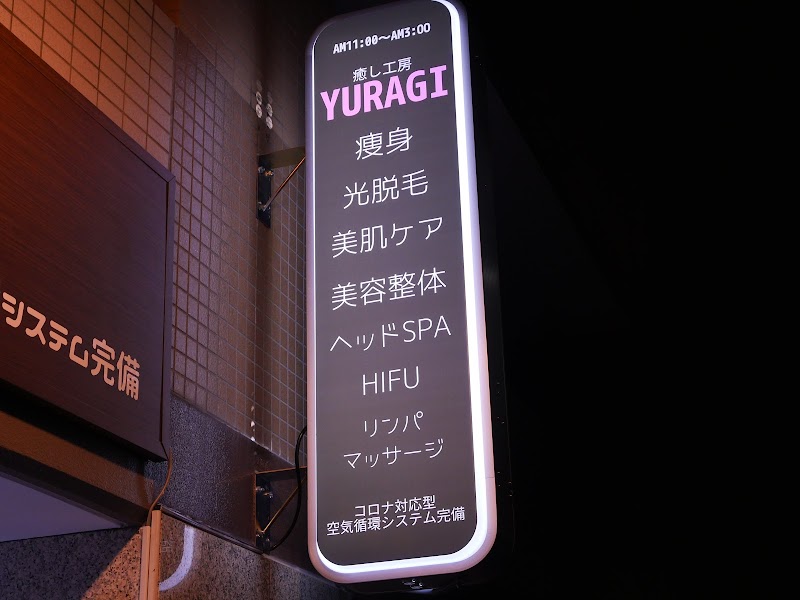 AM11:00～AM3:00
癒し工房
YURAGI
痩身
光脱毛
美肌ケア
美容整体
ヘッドSPA
HIFU
リンパ
マッサージ
コロナ対応型
空気循環システム完備
システム完備